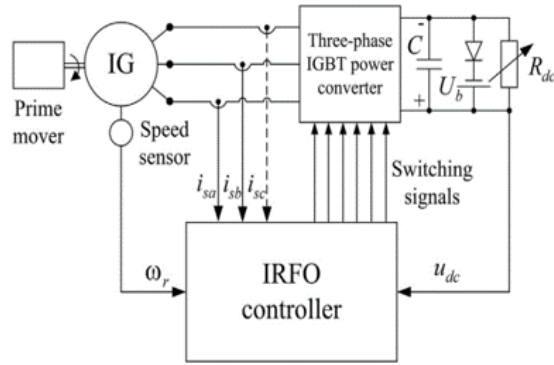 Prime
mover
IG
Speed
sensor
Three-phase
IGBT power
converter
-
C
+
U_b
R_dc
i_sa
i_sb
i_sc
Switching
signals
ω_r
IRFO
controller
u_dc